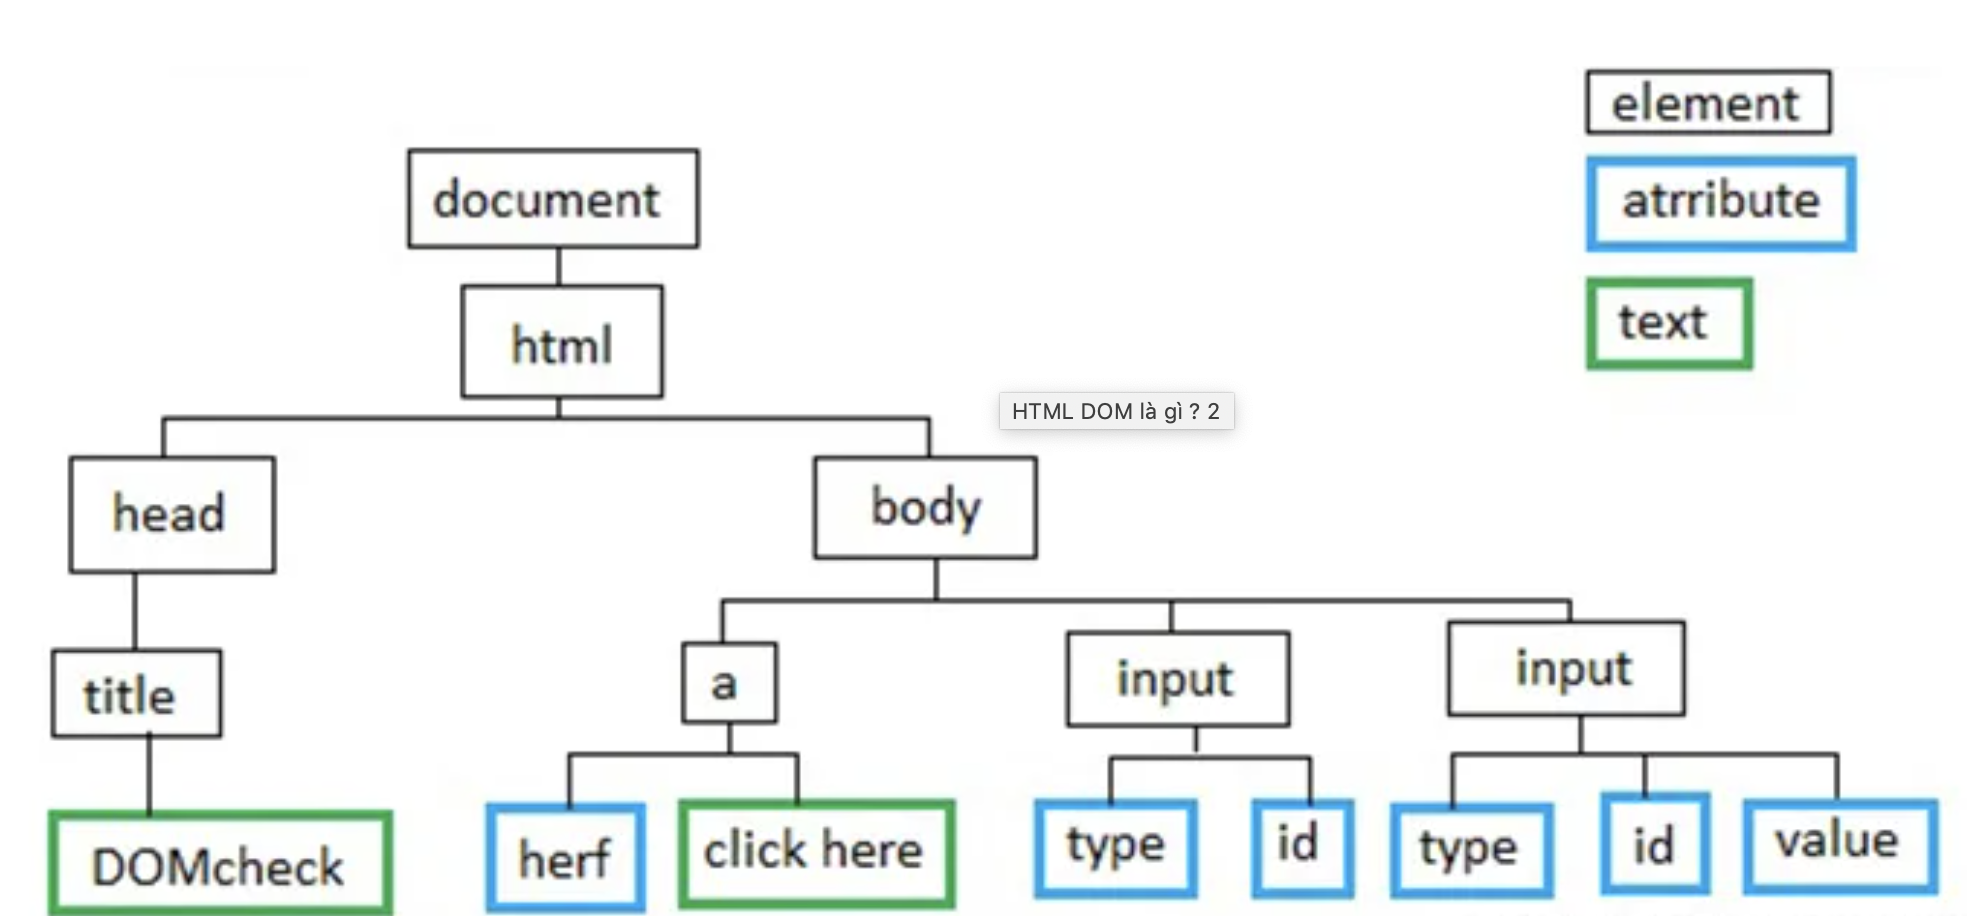 element
atrribute
document
text
html
HTML DOM là gì ? 2
head
body
title
a
input
input
DOMcheck
herf
click here
type
id
type
id
value